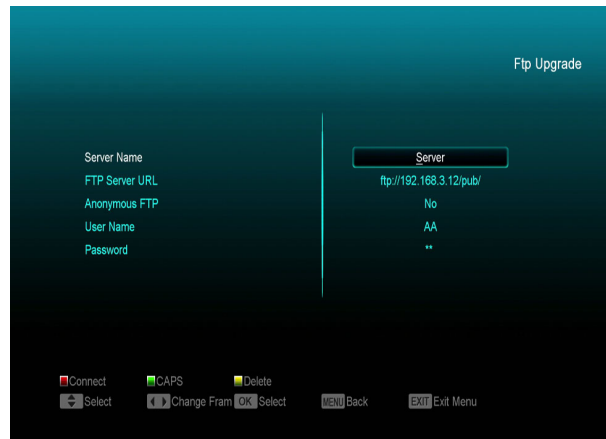 Ftp Upgrade
Server Name Server
FTP Server URL ftp://192.168.3.12/pub/
Anonymous FTP No
User Name AA
Password **
Connect CAPS Delete
Select Change Fram OK Select MENU Back EXIT Exit Menu